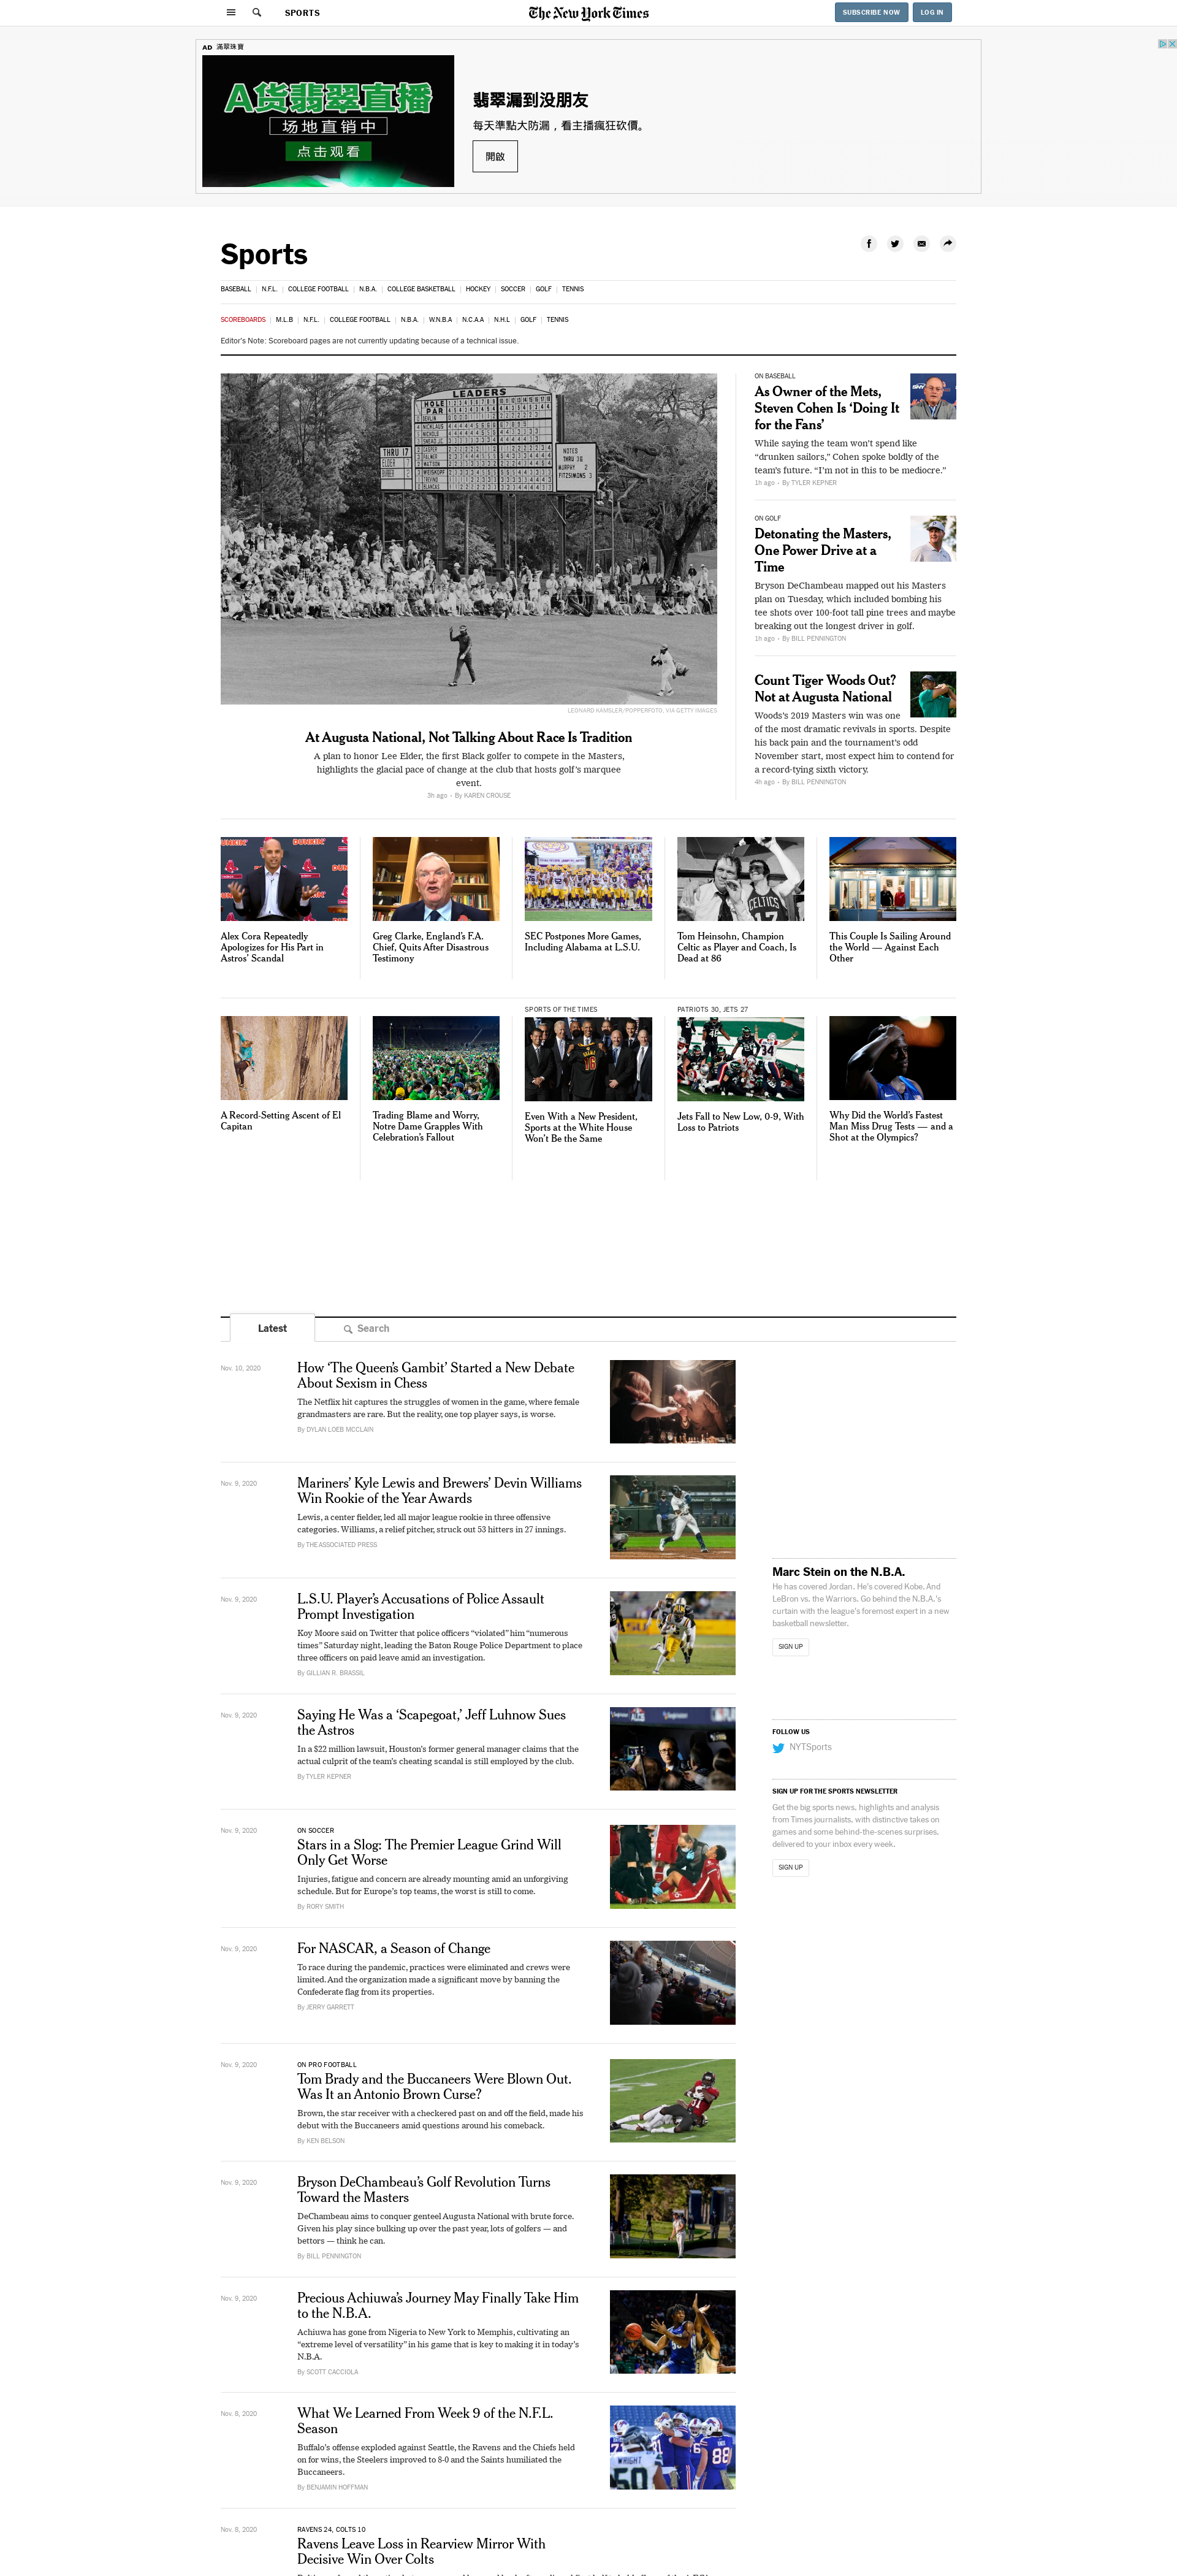 SPORTS
The New York Times
SUBSCRIBE NOW
LOG IN
AD 滿翠珠寶
A货翡翠直播
场地直销中
点击观看
翡翠漏到没朋友
每天準點大防漏，看主播瘋狂砍價。
開啟
Sports
BASEBALL | N.F.L. | COLLEGE FOOTBALL | N.B.A. | COLLEGE BASKETBALL | HOCKEY | SOCCER | GOLF | TENNIS
SCOREBOARDS | M.L.B | N.F.L. | COLLEGE FOOTBALL | N.B.A. | W.N.B.A | N.C.A.A | N.H.L | GOLF | TENNIS
Editor's Note: Scoreboard pages are not currently updating because of a technical issue.
LEADERS
HOLE
PAR
THRU 17
ELDER
BARBER
NOTES
THRU 16
MURPHY 2
FITZSIMONS 3
LEONARD KAMSLER/POPPERFOTO, VIA GETTY IMAGES
At Augusta National, Not Talking About Race Is Tradition
A plan to honor Lee Elder, the first Black golfer to compete in the Masters,
highlights the glacial pace of change at the club that hosts golf's marquee
event.
3h ago • By KAREN CROUSE
ON BASEBALL
As Owner of the Mets,
Steven Cohen Is ‘Doing It
for the Fans’
While saying the team won't spend like
“drunken sailors,” Cohen spoke boldly of the
team's future. “I'm not in this to be mediocre.”
1h ago • By TYLER KEPNER
ON GOLF
Detonating the Masters,
One Power Drive at a
Time
Bryson DeChambeau mapped out his Masters
plan on Tuesday, which included bombing his
tee shots over 100-foot tall pine trees and maybe
breaking out the longest driver in golf.
1h ago • By BILL PENNINGTON
Count Tiger Woods Out?
Not at Augusta National
Woods's 2019 Masters win was one
of the most dramatic revivals in sports. Despite
his back pain and the tournament's odd
November start, most expect him to contend for
a record-tying sixth victory.
4h ago • By BILL PENNINGTON
Alex Cora Repeatedly
Apologizes for His Part in
Astros’ Scandal
Greg Clarke, England’s F.A.
Chief, Quits After Disastrous
Testimony
SEC Postpones More Games,
Including Alabama at L.S.U.
CELTICS
17
Tom Heinsohn, Champion
Celtic as Player and Coach, Is
Dead at 86
This Couple Is Sailing Around
the World — Against Each
Other
A Record-Setting Ascent of El
Capitan
Trading Blame and Worry,
Notre Dame Grapples With
Celebration’s Fallout
SPORTS OF THE TIMES
Even With a New President,
Sports at the White House
Won’t Be the Same
PATRIOTS 30, JETS 27
34
Jets Fall to New Low, 0-9, With
Loss to Patriots
Why Did the World’s Fastest
Man Miss Drug Tests — and a
Shot at the Olympics?
Latest
Search
Nov. 10, 2020
How ‘The Queen’s Gambit’ Started a New Debate
About Sexism in Chess
The Netflix hit captures the struggles of women in the game, where female
grandmasters are rare. But the reality, one top player says, is worse.
By DYLAN LOEB MCCLAIN
Nov. 9, 2020
Mariners’ Kyle Lewis and Brewers’ Devin Williams
Win Rookie of the Year Awards
Lewis, a center fielder, led all major league rookie in three offensive
categories. Williams, a relief pitcher, struck out 53 hitters in 27 innings.
By THE ASSOCIATED PRESS
Nov. 9, 2020
L.S.U. Player’s Accusations of Police Assault
Prompt Investigation
Koy Moore said on Twitter that police officers “violated” him “numerous
times” Saturday night, leading the Baton Rouge Police Department to place
three officers on paid leave amid an investigation.
By GILLIAN R. BRASSIL
Nov. 9, 2020
Saying He Was a ‘Scapegoat,’ Jeff Luhnow Sues
the Astros
In a $22 million lawsuit, Houston's former general manager claims that the
actual culprit of the team's cheating scandal is still employed by the club.
By TYLER KEPNER
Nov. 9, 2020
ON SOCCER
Stars in a Slog: The Premier League Grind Will
Only Get Worse
Injuries, fatigue and concern are already mounting amid an unforgiving
schedule. But for Europe's top teams, the worst is still to come.
By RORY SMITH
Nov. 9, 2020
For NASCAR, a Season of Change
To race during the pandemic, practices were eliminated and crews were
limited. And the organization made a significant move by banning the
Confederate flag from its properties.
By JERRY GARRETT
Nov. 9, 2020
ON PRO FOOTBALL
Tom Brady and the Buccaneers Were Blown Out.
Was It an Antonio Brown Curse?
Brown, the star receiver with a checkered past on and off the field, made his
debut with the Buccaneers amid questions around his comeback.
By KEN BELSON
Nov. 9, 2020
Bryson DeChambeau’s Golf Revolution Turns
Toward the Masters
DeChambeau aims to conquer genteel Augusta National with brute force.
Given his play since bulking up over the past year, lots of golfers — and
bettors — think he can.
By BILL PENNINGTON
Nov. 9, 2020
Precious Achiuwa’s Journey May Finally Take Him
to the N.B.A.
Achiuwa has gone from Nigeria to New York to Memphis, cultivating an
“extreme level of versatility” in his game that is key to making it in today's
N.B.A.
By SCOTT CACCIOLA
Nov. 8, 2020
What We Learned From Week 9 of the N.F.L.
Season
Buffalo's offense exploded against Seattle, the Ravens and the Chiefs held
on for wins, the Steelers improved to 8-0 and the Saints humiliated the
Buccaneers.
By BENJAMIN HOFFMAN
WRIGHT
50
88
Nov. 8, 2020
RAVENS 24, COLTS 10
Ravens Leave Loss in Rearview Mirror With
Decisive Win Over Colts
Marc Stein on the N.B.A.
He has covered Jordan. He's covered Kobe. And
LeBron vs. the Warriors. Go behind the N.B.A.'s
curtain with the league's foremost expert in a new
basketball newsletter.
SIGN UP
FOLLOW US
NYTSports
SIGN UP FOR THE SPORTS NEWSLETTER
Get the big sports news, highlights and analysis
from Times journalists, with distinctive takes on
games and some behind-the-scenes surprises,
delivered to your inbox every week.
SIGN UP